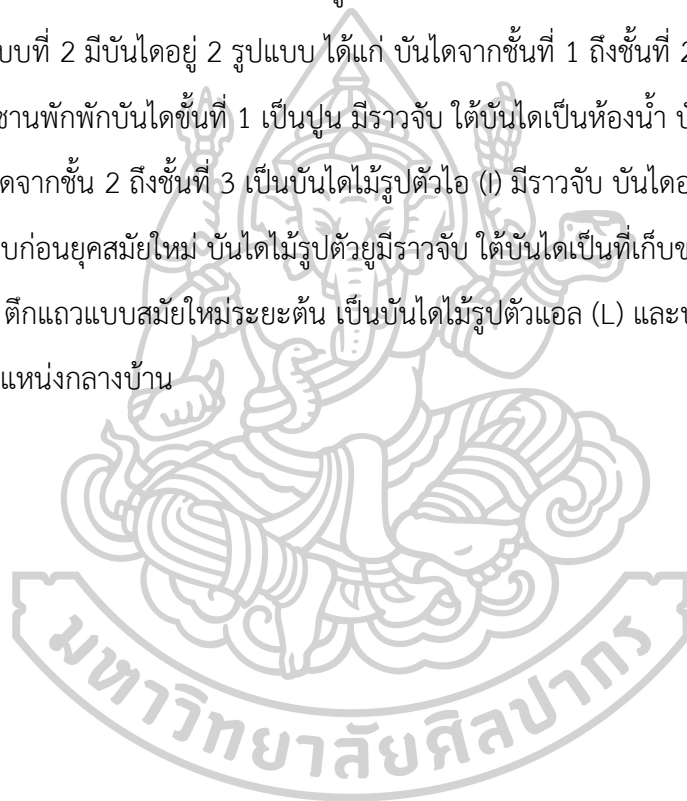 บบที่ 2 มีบันไดอยู่ 2 รูปแบบ ได้แก่ บันไดจากชั้นที่ 1 ถึงชั้นที่ 2
ชานพักพักบันไดขั้นที่ 1 เป็นปูน มีราวจับ ใต้บันไดเป็นห้องน้ำ
ดจากชั้น 2 ถึงชั้นที่ 3 เป็นบันไดไม้รูปตัวไอ (I) มีราวจับ บันได
บก่อนยุคสมัยใหม่ บันไดไม้รูปตัวยูมีราวจับ ใต้บันไดเป็นที่เก็บ
ตึกแถวแบบสมัยใหม่ระยะต้น เป็นบันไดไม้รูปตัวแอล (L) และ
แหน่งกลางบ้าน
มหาวิทยาลัยศิลปากร